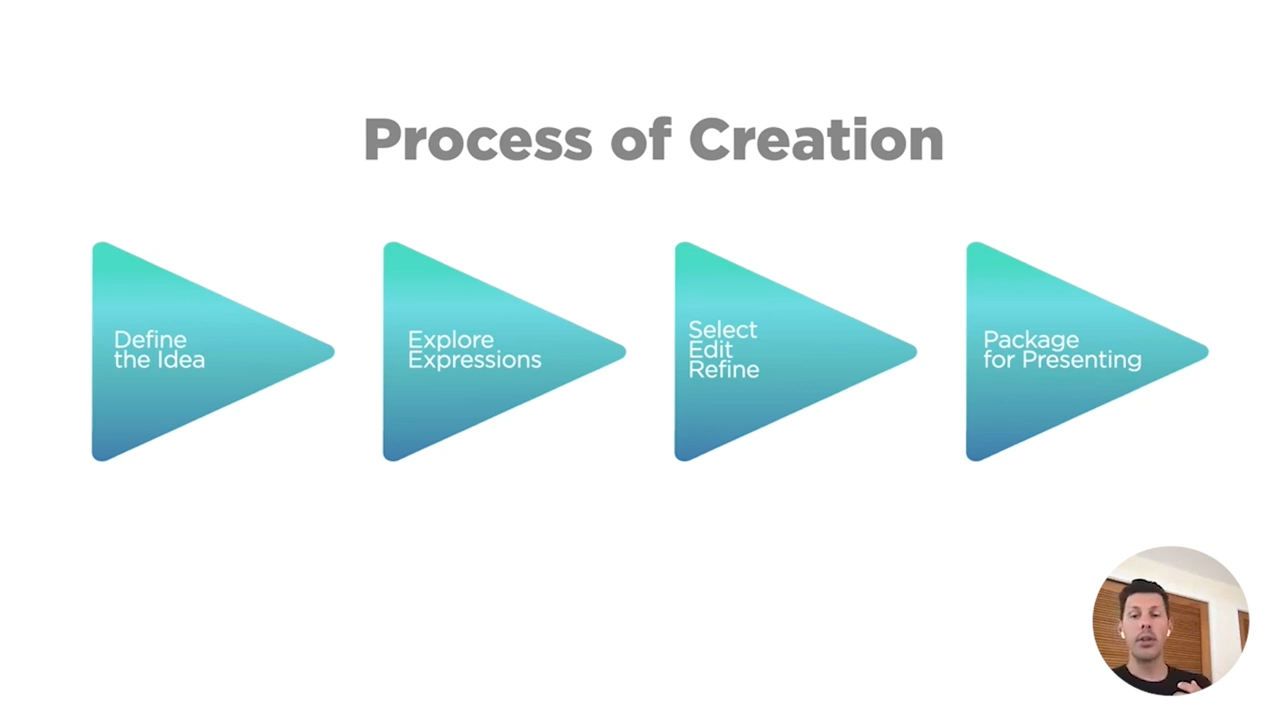 Process of Creation
Define
the Idea
Explore
Expressions
Select
Edit
Refine
Package
for Presenting